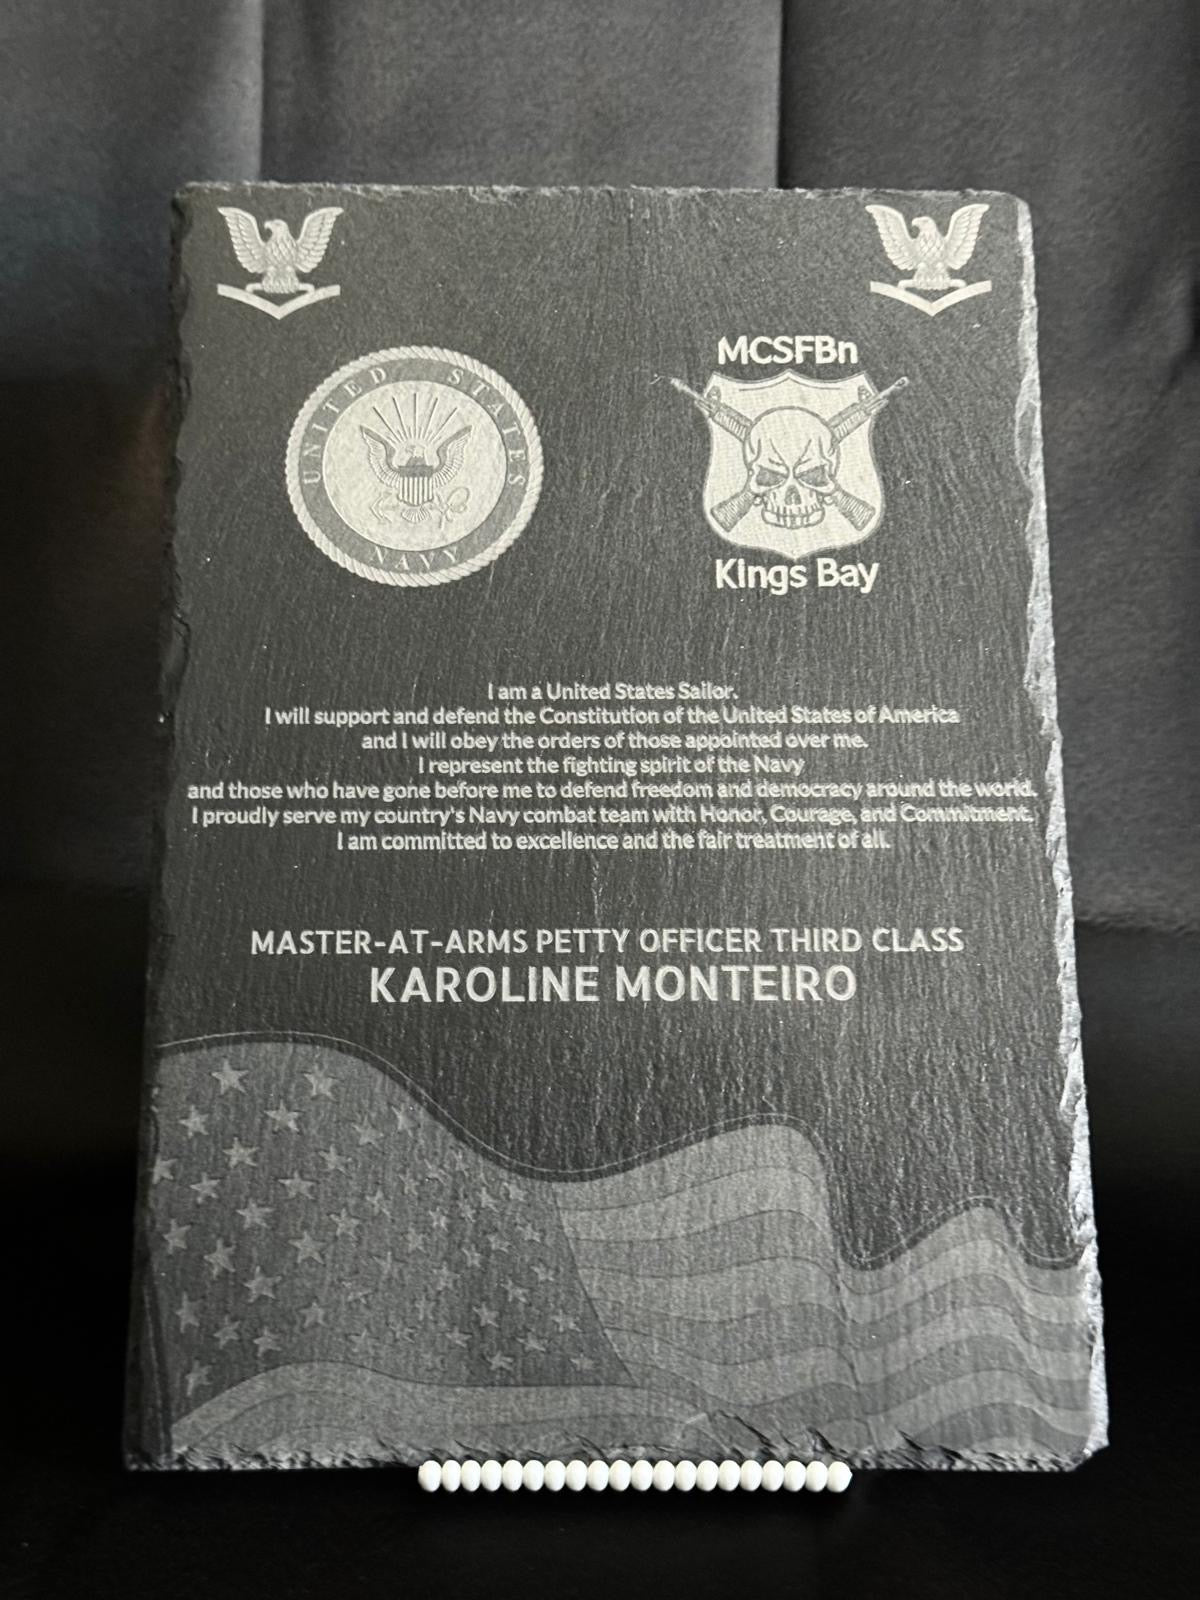 UNITED STATES
NAVY
MCSFBn
Kings Bay
I am a United States Sailor.
I will support and defend the Constitution of the United States of America
and I will obey the orders of those appointed over me.
I represent the fighting spirit of the Navy
and those who have gone before me to defend freedom and democracy around the world.
I proudly serve my country's Navy combat team with Honor, Courage, and Commitment.
I am committed to excellence and the fair treatment of all.
MASTER-AT-ARMS PETTY OFFICER THIRD CLASS
KAROLINE MONTEIRO